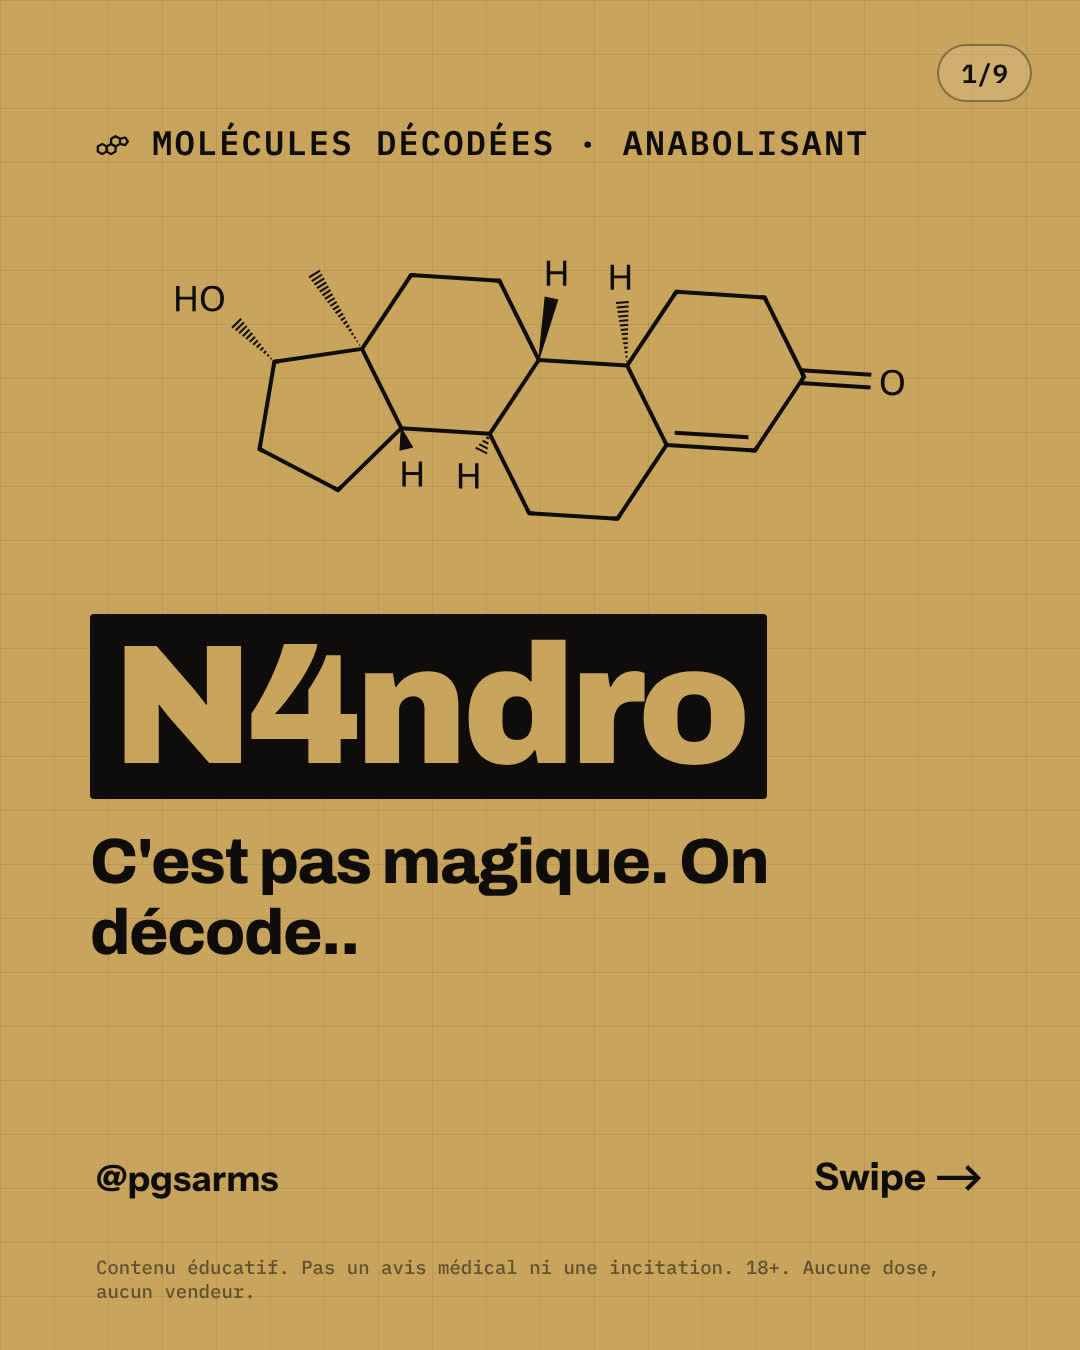 1/9
MOLÉCULES DÉCODÉES · ANABOLISANT
H H
HO
O
H H
N4ndro
C'est pas magique. On
décode..
@pgsarms
Swipe →
Contenu éducatif. Pas un avis médical ni une incitation. 18+. Aucune dose,
aucun vendeur.